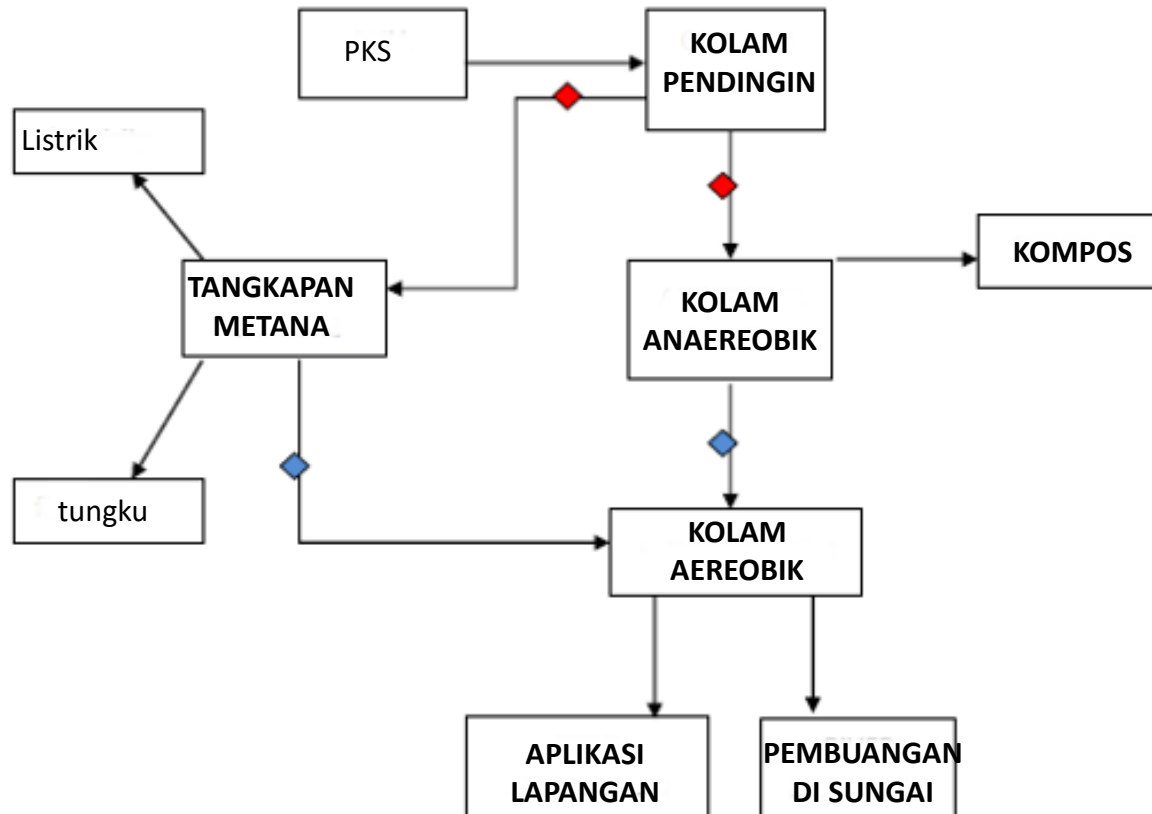 PKS
KOLAM
PENDINGIN
Listrik
KOMPOS
TANGKAPAN
METANA
KOLAM
ANAEREOBIK
tungku
KOLAM
AEREOBIK
APLIKASI
LAPANGAN
PEMBUANGAN
DI SUNGAI